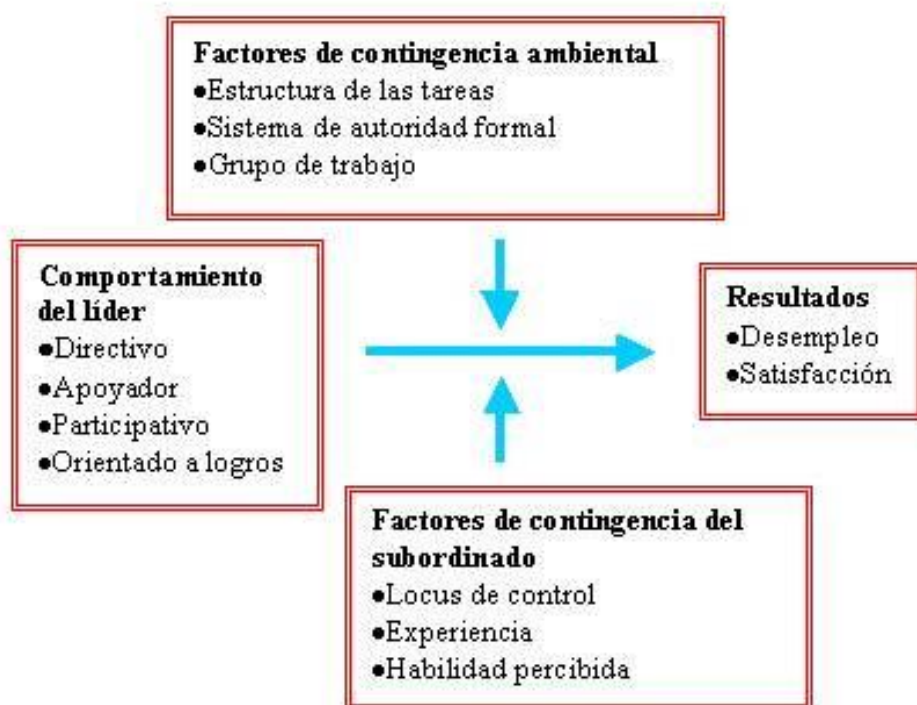 Factores de contingencia ambiental
●Estructura de las tareas
●Sistema de autoridad formal
●Grupo de trabajo
Comportamiento
del líder
●Directivo
●Apoyador
●Participativo
●Orientado a logros
Resultados
●Desempleo
●Satisfacción
Factores de contingencia del
subordinado
●Locus de control
●Experiencia
●Habilidad percibida